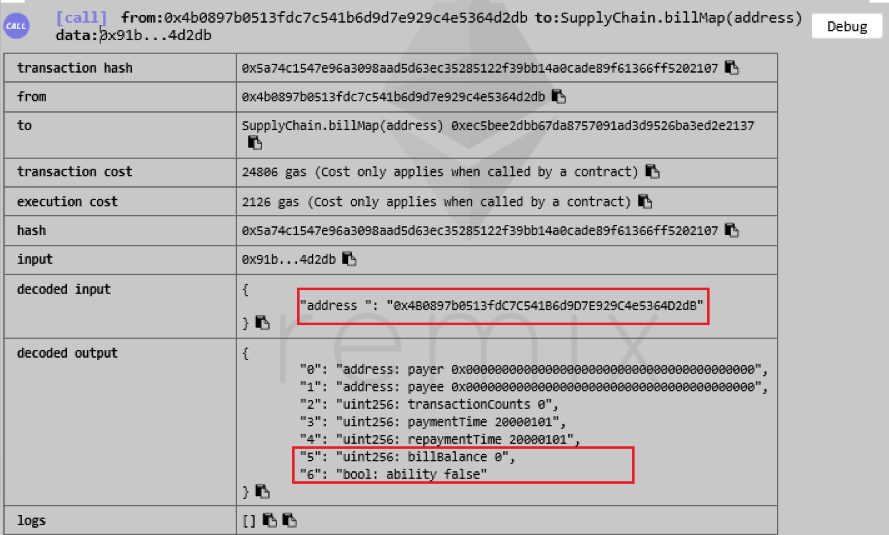 CALL
[call] from:0x4b0897b0513fdc7c541b6d9d7e929c4e5364d2db to:SupplyChain.billMap(address)
data:0x91b...4d2db
Debug
transaction hash 0x5a74c1547e96a3098aad5d63ec35285122f39bb14a0cade89f61366ff5202107
from 0x4b0897b0513fdc7c541b6d9d7e929c4e5364d2db
to SupplyChain.billMap(address) 0xec5bee2dbb67da8757091ad3d9526ba3ed2e2137
transaction cost 24806 gas (Cost only applies when called by a contract)
execution cost 2126 gas (Cost only applies when called by a contract)
hash 0x5a74c1547e96a3098aad5d63ec35285122f39bb14a0cade89f61366ff5202107
input 0x91b...4d2db
decoded input {
"address ": "0x4B0897b0513fdC7C541B6d9D7E929C4e5364D2dB"
}
decoded output {
"0": "address: payer 0x0000000000000000000000000000000000000000",
"1": "address: payee 0x0000000000000000000000000000000000000000",
"2": "uint256: transactionCounts 0",
"3": "uint256: paymentTime 20000101",
"4": "uint256: repaymentTime 20000101",
"5": "uint256: billBalance 0",
"6": "bool: ability false"
}
logs []
remix